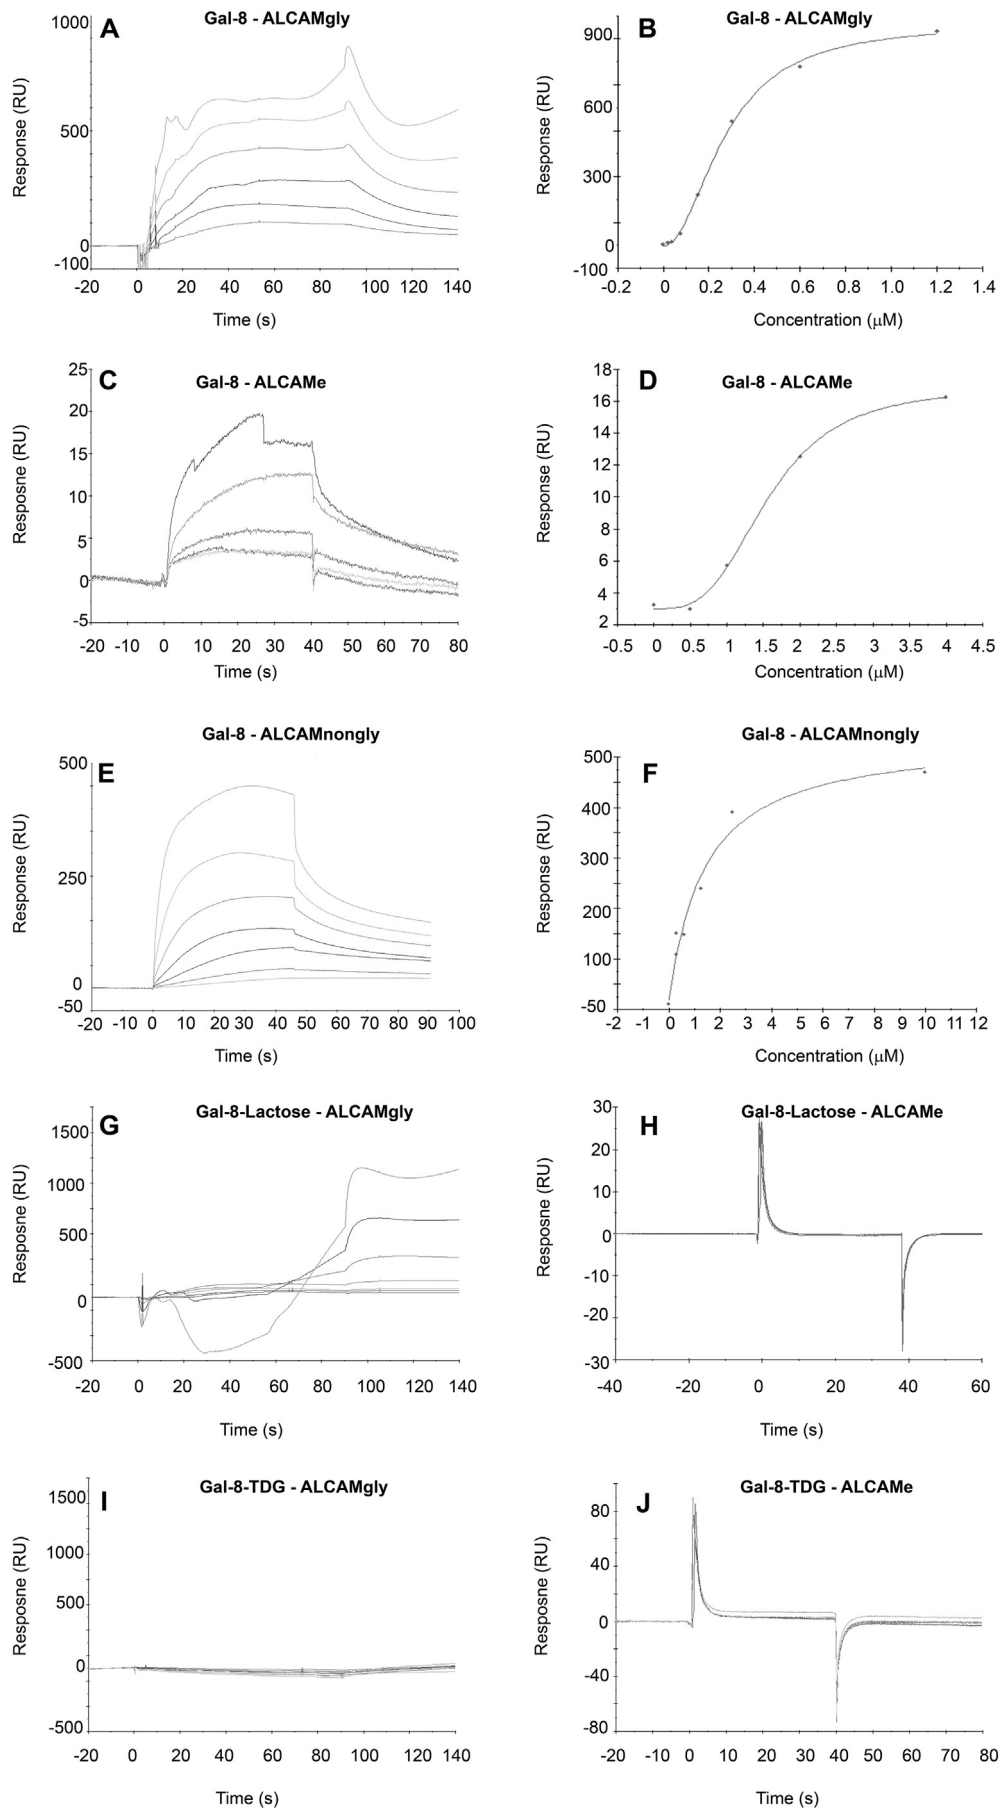 A
Gal-8 - ALCAMgly
Response (RU)
1000
500
0
-100
-20 0 20 40 60 80 100 120 140
Time (s)
B
Gal-8 - ALCAMgly
Response (RU)
900
600
300
0
-100
-0.2 0 0.2 0.4 0.6 0.8 1.0 1.2 1.4
Concentration (µM)
C
Gal-8 - ALCAMe
Resposne (RU)
25
20
15
10
5
0
-5
-20 -10 0 10 20 30 40 50 60 70 80
Time (s)
D
Gal-8 - ALCAMe
Response (RU)
18
16
14
12
10
8
6
4
2
-0.5 0 0.5 1 1.5 2 2.5 3 3.5 4 4.5
Concentration (µM)
E
Gal-8 - ALCAMnongly
Response (RU)
500
250
0
-50
-20 -10 0 10 20 30 40 50 60 70 80 90 100
Time (s)
F
Gal-8 - ALCAMnongly
Response (RU)
500
400
300
200
100
-50
-2 -1 0 1 2 3 4 5 6 7 8 9 10 11 12
Concentration (µM)
G
Gal-8-Lactose - ALCAMgly
Resposne (RU)
1500
1000
500
0
-500
-20 0 20 40 60 80 100 120 140
Time (s)
H
Gal-8-Lactose - ALCAMe
Resposne (RU)
30
20
10
0
-10
-20
-30
-40 -20 0 20 40 60
Time (s)
I
Gal-8-TDG - ALCAMgly
Resposne (RU)
1500
1000
500
0
-500
-20 0 20 40 60 80 100 120 140
Time (s)
J
Gal-8-TDG - ALCAMe
Resposne (RU)
80
40
0
-40
-80
-20 -10 0 10 20 30 40 50 60 70 80
Time (s)